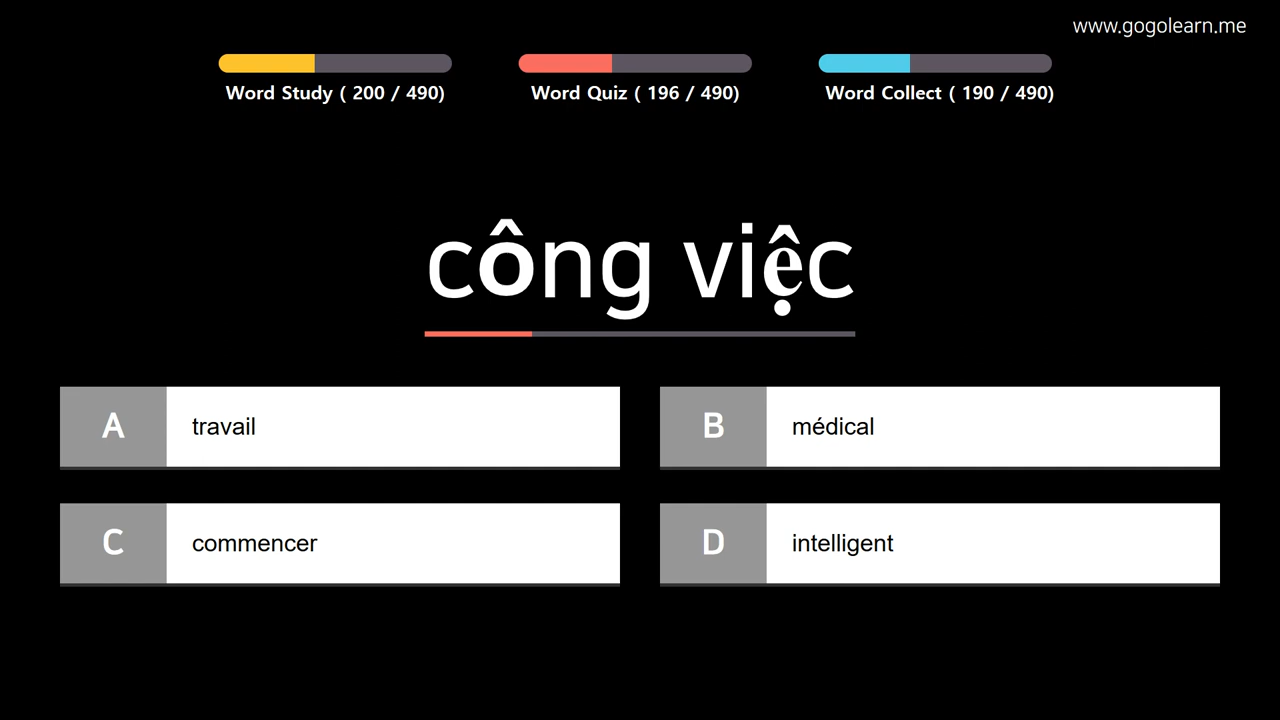 www.gogolearn.me
Word Study ( 200 / 490)
Word Quiz ( 196 / 490)
Word Collect ( 190 / 490)
công việc
A travail
B médical
C commencer
D intelligent